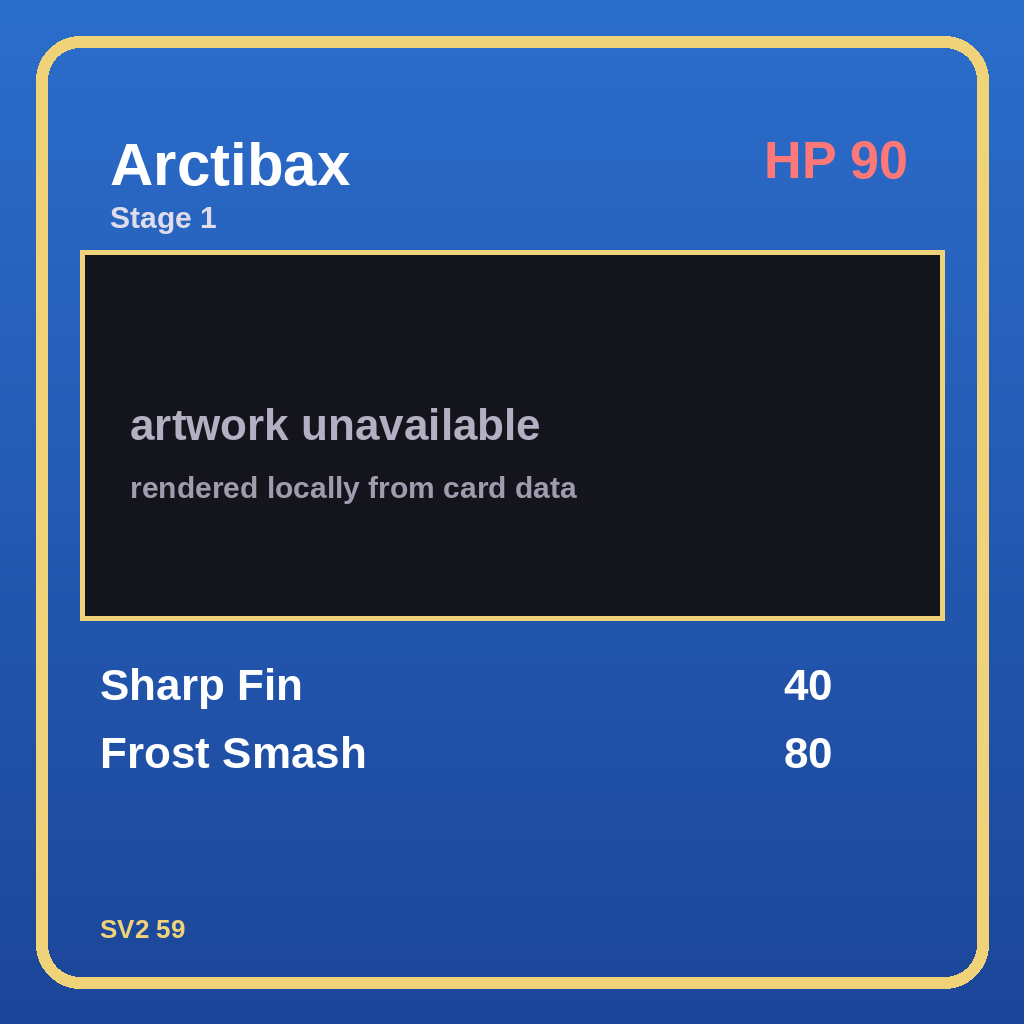 Arctibax
HP 90
Stage 1
artwork unavailable
rendered locally from card data
Sharp Fin 40
Frost Smash 80
SV2 59